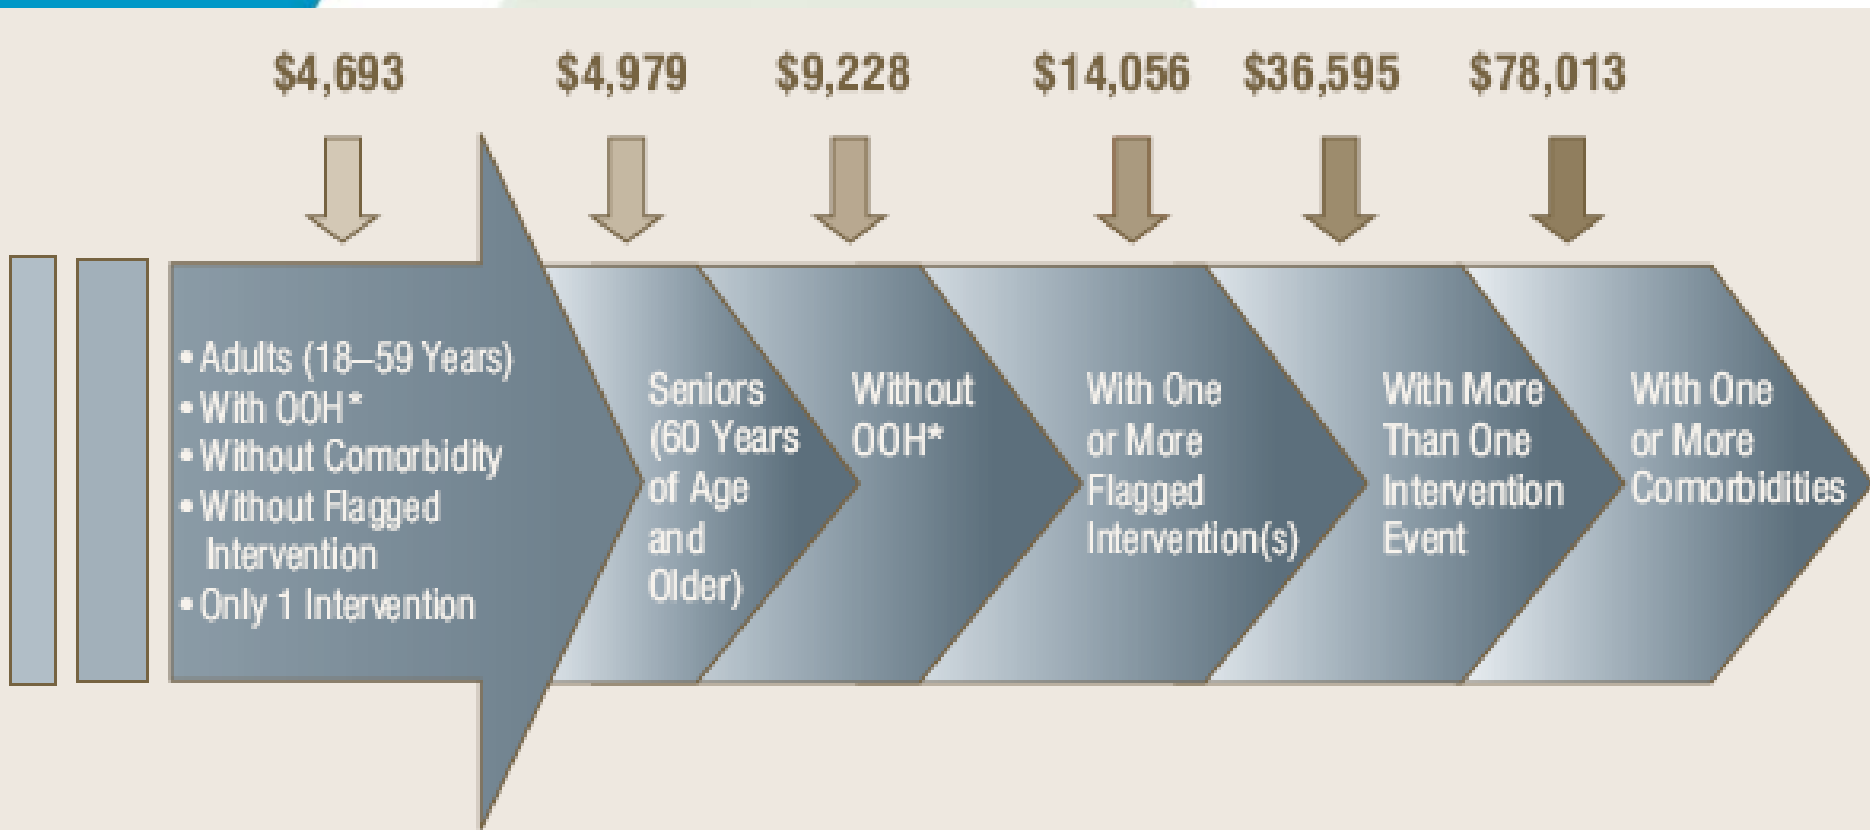 $4,693 $4,979 $9,228 $14,056 $36,595 $78,013
• Adults (18–59 Years)
• With OOH*
• Without Comorbidity
• Without Flagged
Intervention
• Only 1 Intervention
Seniors
(60 Years
of Age
and
Older)
Without
OOH*
With One
or More
Flagged
Intervention(s)
With More
Than One
Intervention
Event
With One
or More
Comorbidities